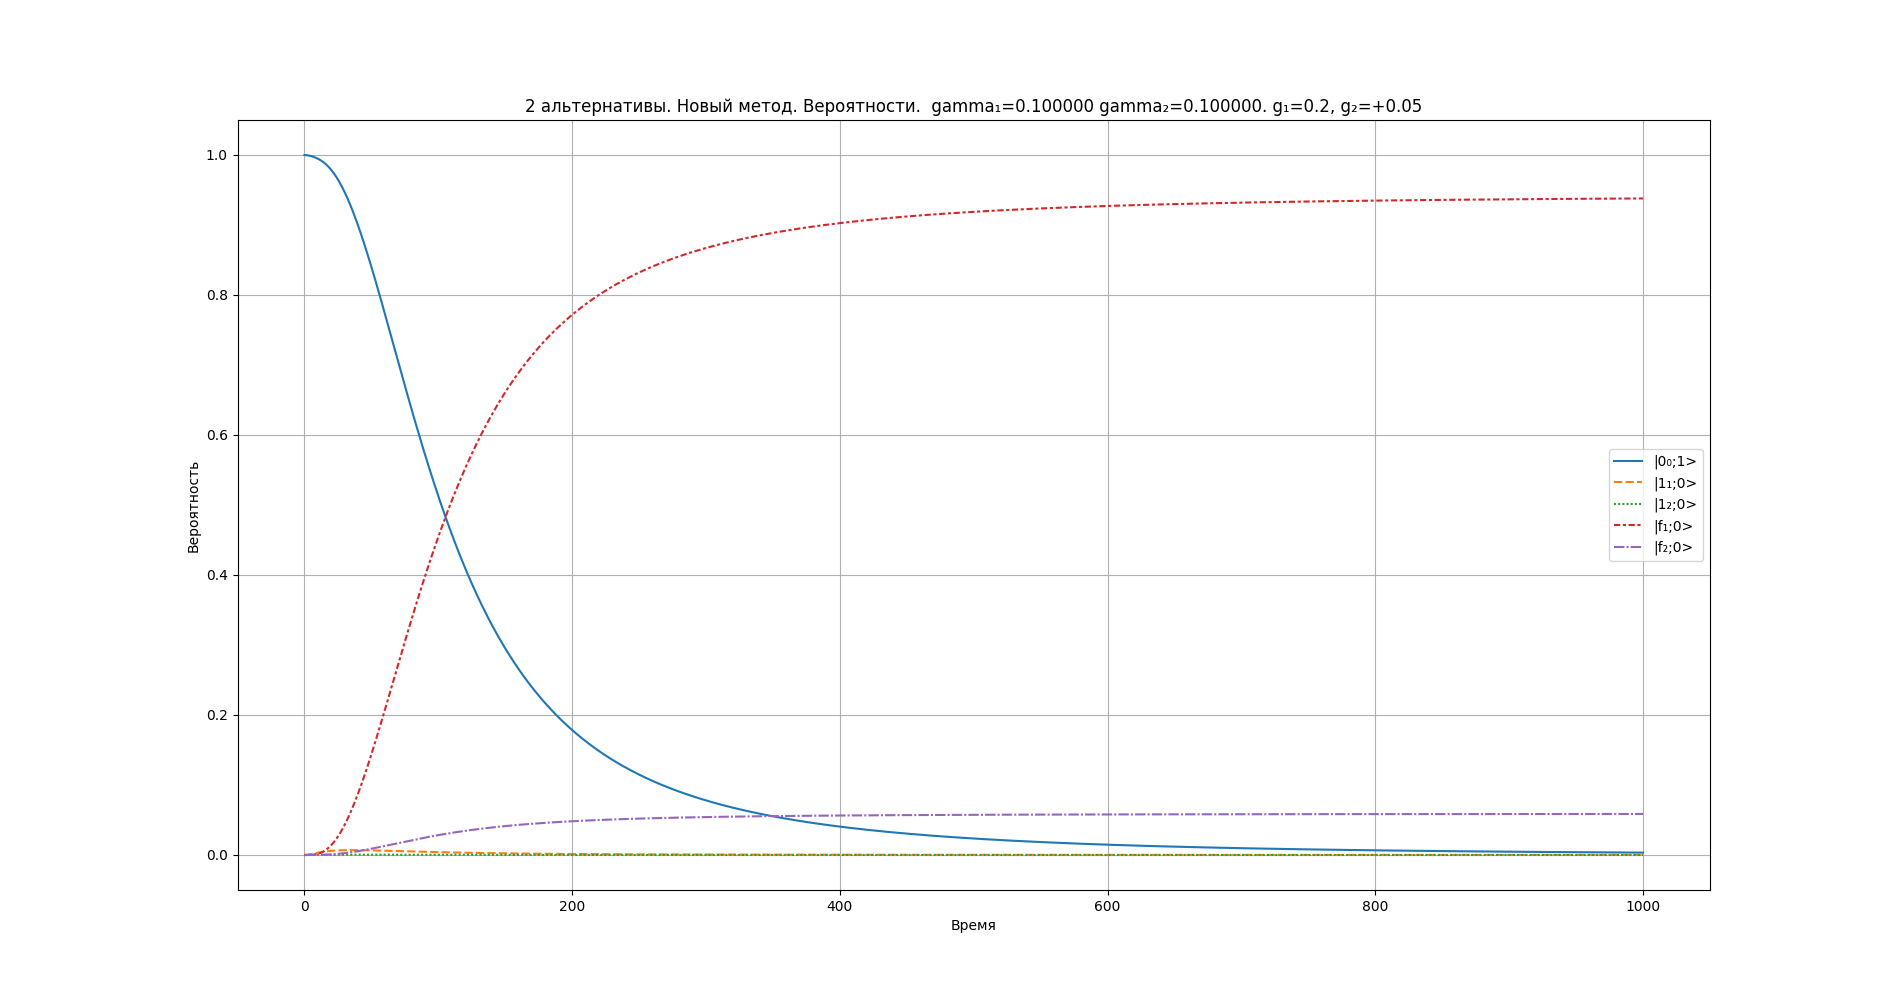 2 альтернативы. Новый метод. Вероятности.  gamma₁=0.100000 gamma₂=0.100000. g₁=0.2, g₂=+0.05
Вероятность
1.0
0.8
0.6
0.4
0.2
0.0
|0₀;1>
|1₁;0>
|1₂;0>
|f₁;0>
|f₂;0>
0 200 400 600 800 1000
Время